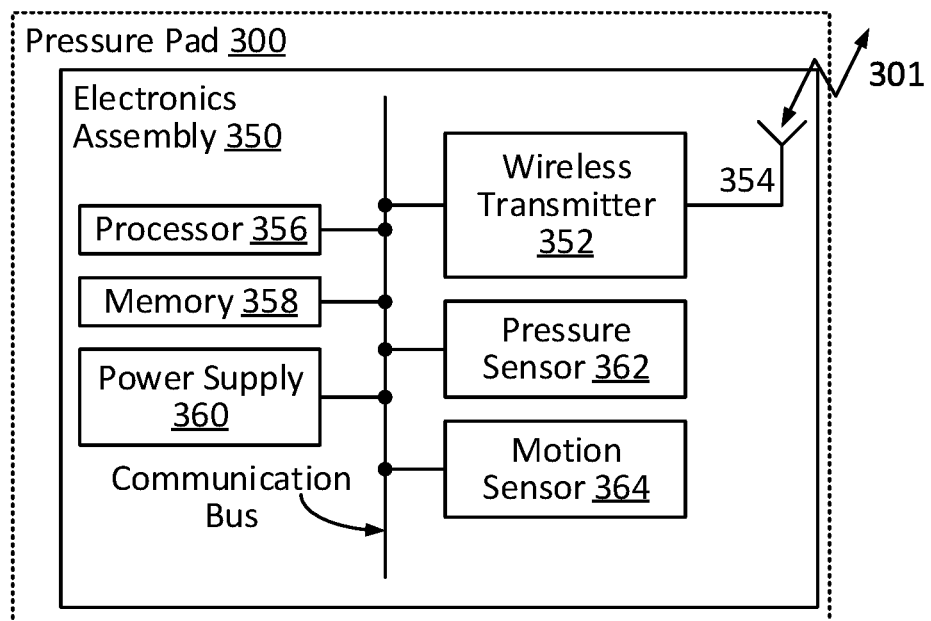 Pressure Pad 300
301
Electronics
Assembly 350
Wireless
Transmitter
352
354
Processor 356
Memory 358
Pressure
Sensor 362
Power Supply
360
Motion
Sensor 364
Communication
Bus